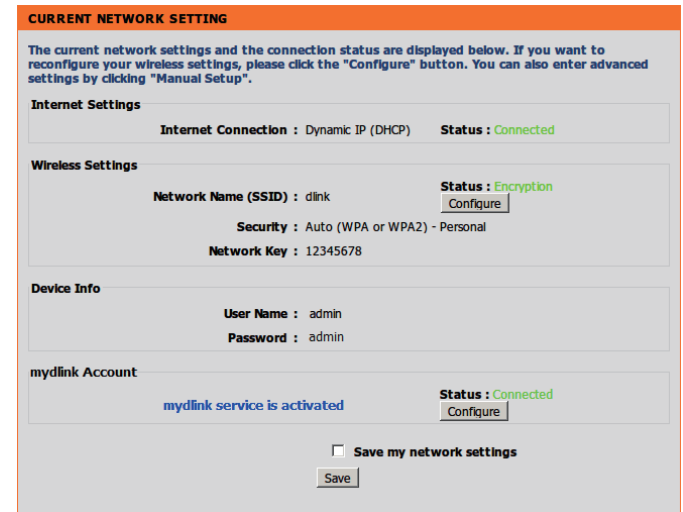 CURRENT NETWORK SETTING
The current network settings and the connection status are displayed below. If you want to
reconfigure your wireless settings, please click the "Configure" button. You can also enter advanced
settings by clicking "Manual Setup".
Internet Settings
Internet Connection : Dynamic IP (DHCP) Status : Connected
Wireless Settings
Status : Encryption
Network Name (SSID) : dlink
Configure
Security : Auto (WPA or WPA2) - Personal
Network Key : 12345678
Device Info
User Name : admin
Password : admin
mydlink Account
Status : Connected
mydlink service is activated
Configure
Save my network settings
Save